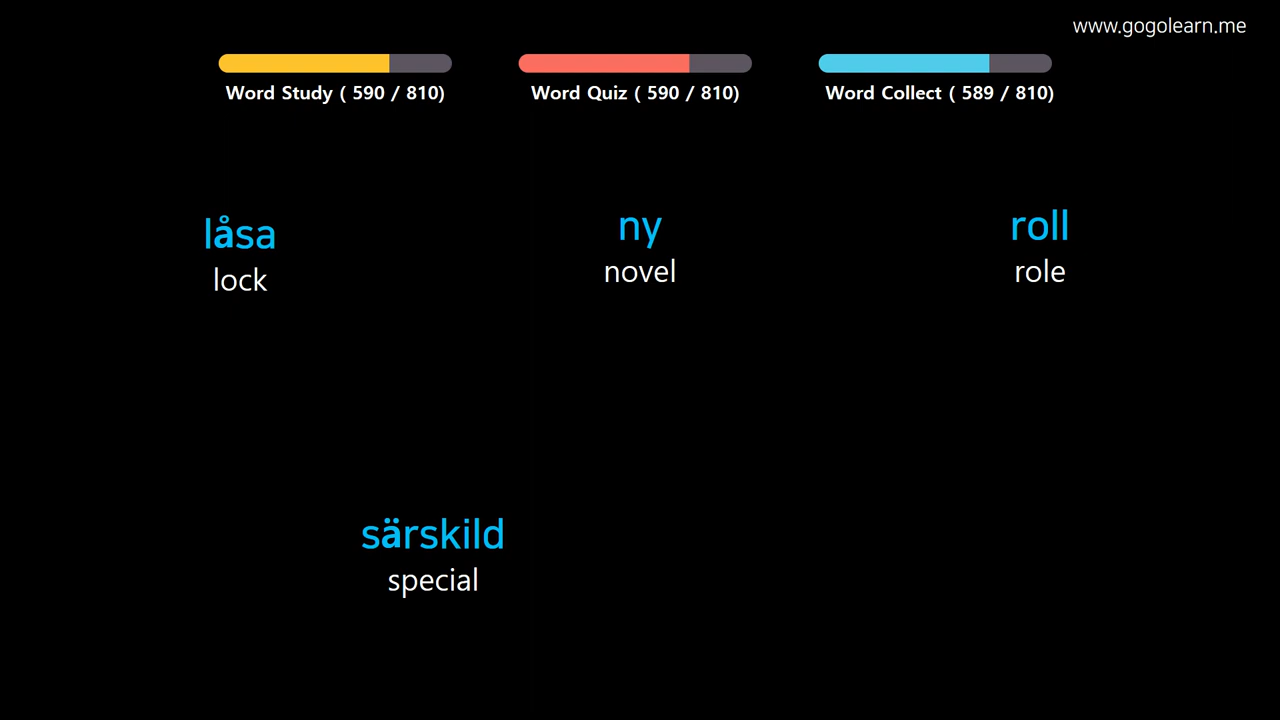 www.gogolearn.me
Word Study ( 590 / 810)
Word Quiz ( 590 / 810)
Word Collect ( 589 / 810)
låsa
lock
ny
novel
roll
role
särskild
special